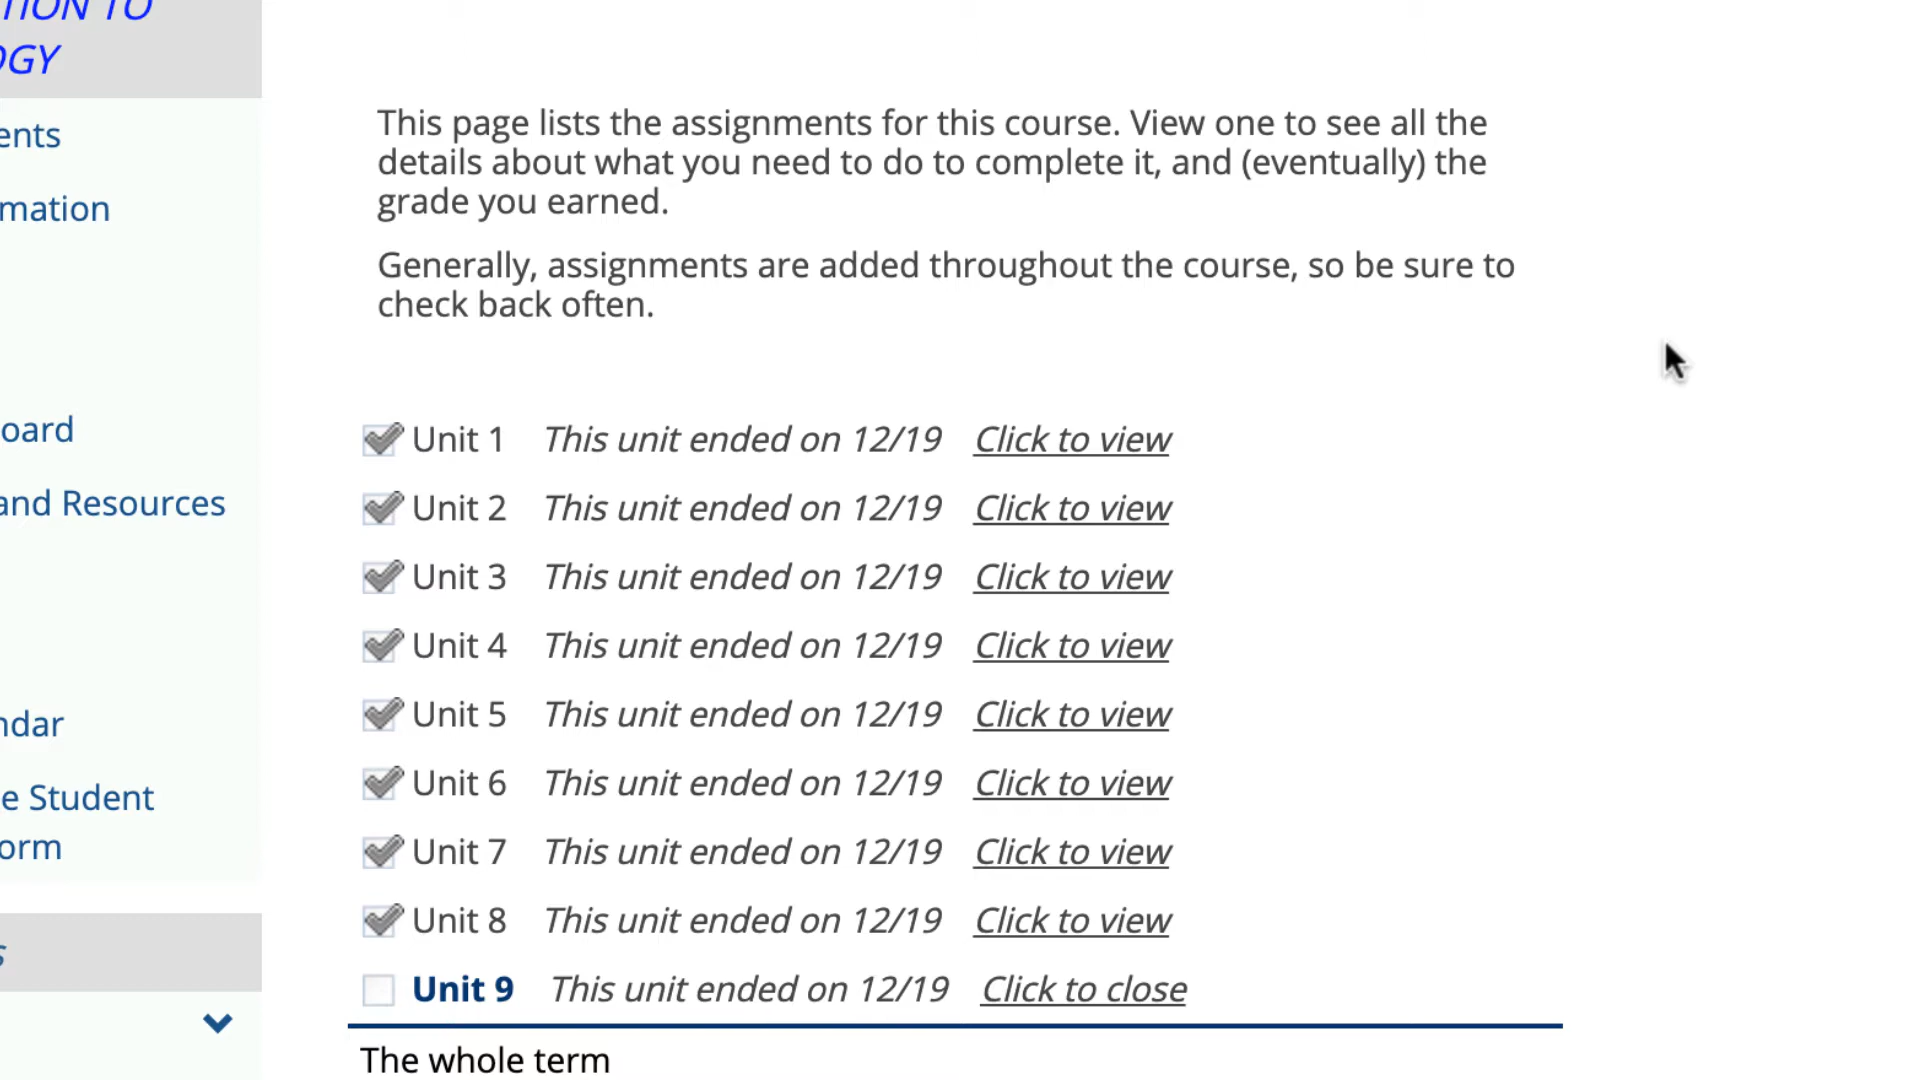 TION TO
OGY
ents
mation
oard
and Resources
ndar
e Student
orm
s
This page lists the assignments for this course. View one to see all the
details about what you need to do to complete it, and (eventually) the
grade you earned.
Generally, assignments are added throughout the course, so be sure to
check back often.
Unit 1 This unit ended on 12/19 Click to view
Unit 2 This unit ended on 12/19 Click to view
Unit 3 This unit ended on 12/19 Click to view
Unit 4 This unit ended on 12/19 Click to view
Unit 5 This unit ended on 12/19 Click to view
Unit 6 This unit ended on 12/19 Click to view
Unit 7 This unit ended on 12/19 Click to view
Unit 8 This unit ended on 12/19 Click to view
Unit 9 This unit ended on 12/19 Click to close
The whole term